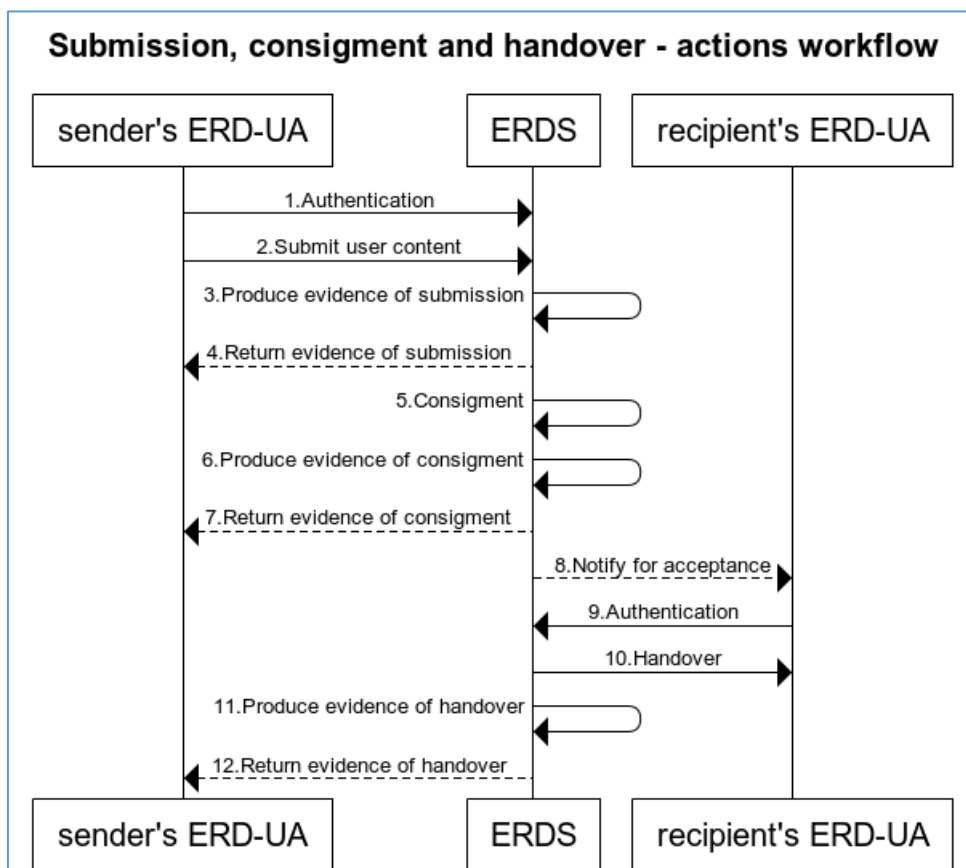 Submission, consigment and handover - actions workflow
sender's ERD-UA
ERDS
recipient's ERD-UA
1.Authentication
2.Submit user content
3.Produce evidence of submission
4.Return evidence of submission
5.Consigment
6.Produce evidence of consigment
7.Return evidence of consigment
8.Notify for acceptance
9.Authentication
10.Handover
11.Produce evidence of handover
12.Return evidence of handover
sender's ERD-UA
ERDS
recipient's ERD-UA